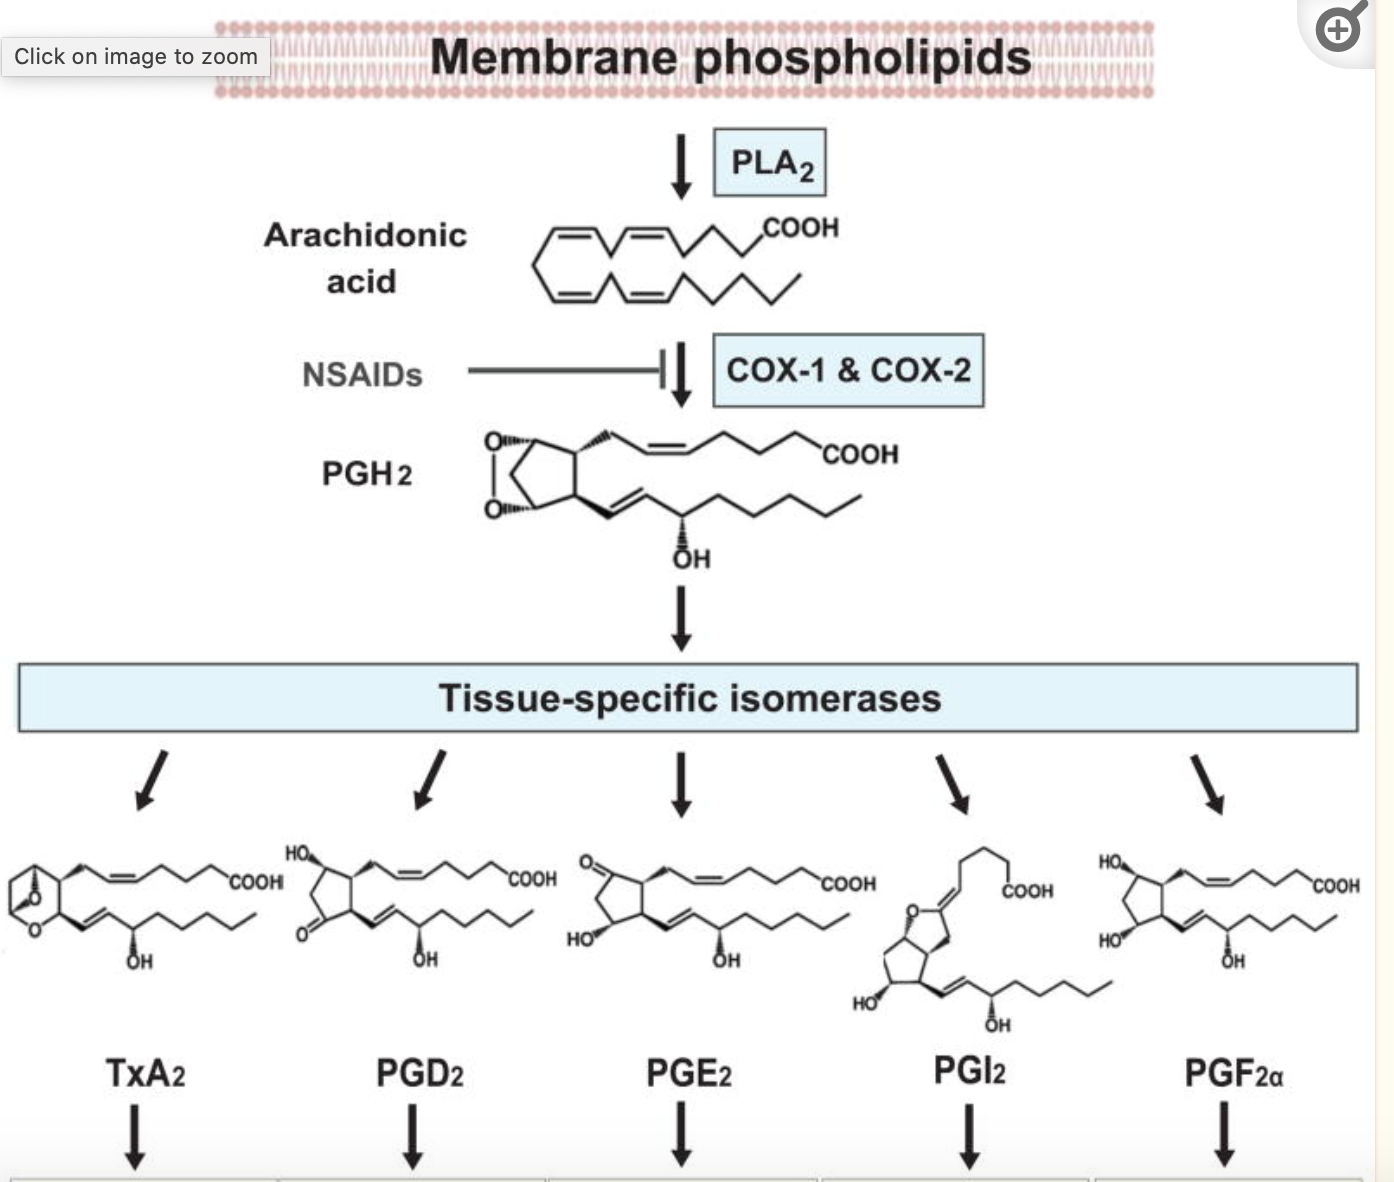 Membrane phospholipids
Click on image to zoom
PLA2
Arachidonic
acid
COOH
NSAIDs
COX-1 & COX-2
PGH2
O
O
COOH
OH
Tissue-specific isomerases
O
O
COOH
OH
HO
O
COOH
OH
O
HO
COOH
OH
O
COOH
HO
OH
HO
HO
COOH
OH
TxA2
PGD2
PGE2
PGI2
PGF2α